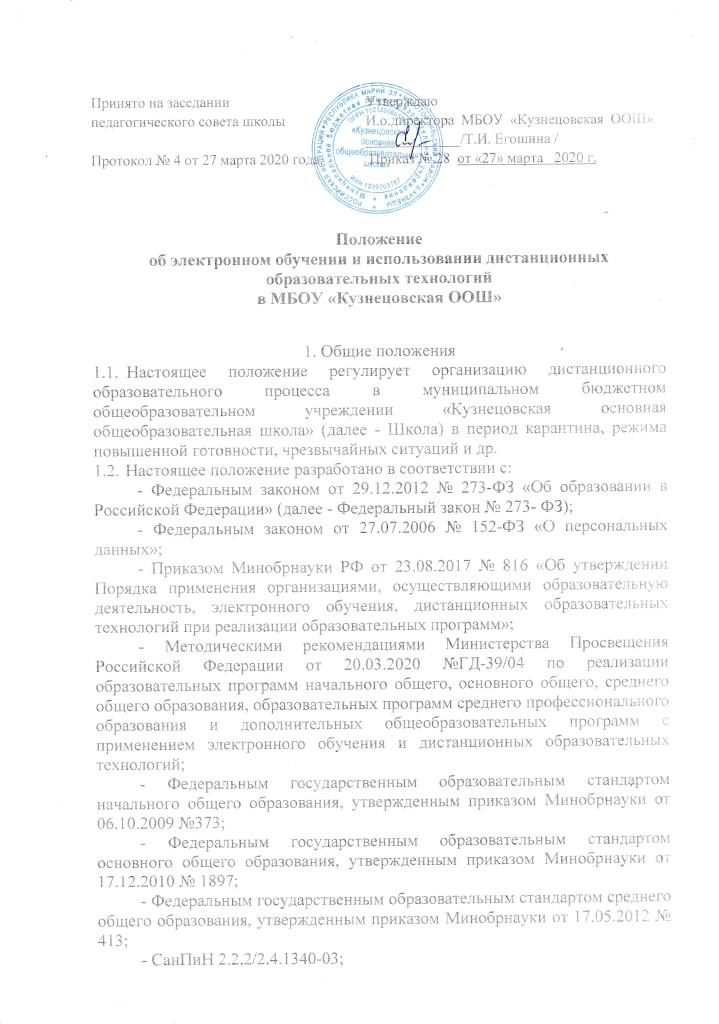 Принято на заседании
педагогического совета школы
Протокол № 4 от 27 марта 2020 года
Утверждаю
И.о.директора МБОУ «Кузнецовская ООШ»
/Т.И. Егошина /
Приказ № 28 от «27» марта 2020 г.
«Кузнецовская
основная
общеобразовательная
школа»
Положение
об электронном обучении и использовании дистанционных
образовательных технологий
в МБОУ «Кузнецовская ООШ»
1. Общие положения
1.1. Настоящее положение регулирует организацию дистанционного
образовательного процесса в муниципальном бюджетном
общеобразовательном учреждении «Кузнецовская основная
общеобразовательная школа» (далее - Школа) в период карантина, режима
повышенной готовности, чрезвычайных ситуаций и др.
1.2. Настоящее положение разработано в соответствии с:
- Федеральным законом от 29.12.2012 № 273-ФЗ «Об образовании в
Российской Федерации» (далее - Федеральный закон № 273- ФЗ);
- Федеральным законом от 27.07.2006 № 152-ФЗ «О персональных
данных»;
- Приказом Минобрнауки РФ от 23.08.2017 № 816 «Об утверждении
Порядка применения организациями, осуществляющими образовательную
деятельность, электронного обучения, дистанционных образовательных
технологий при реализации образовательных программ»;
- Методическими рекомендациями Министерства Просвещения
Российской Федерации от 20.03.2020 №ГД-39/04 по реализации
образовательных программ начального общего, основного общего, среднего
общего образования, образовательных программ среднего профессионального
образования и дополнительных общеобразовательных программ с
применением электронного обучения и дистанционных образовательных
технологий;
- Федеральным государственным образовательным стандартом
начального общего образования, утвержденным приказом Минобрнауки от
06.10.2009 №373;
- Федеральным государственным образовательным стандартом
основного общего образования, утвержденным приказом Минобрнауки от
17.12.2010 № 1897;
- Федеральным государственным образовательным стандартом среднего
общего образования, утвержденным приказом Минобрнауки от 17.05.2012 №
413;
- СанПиН 2.2.2/2.4.1340-03;